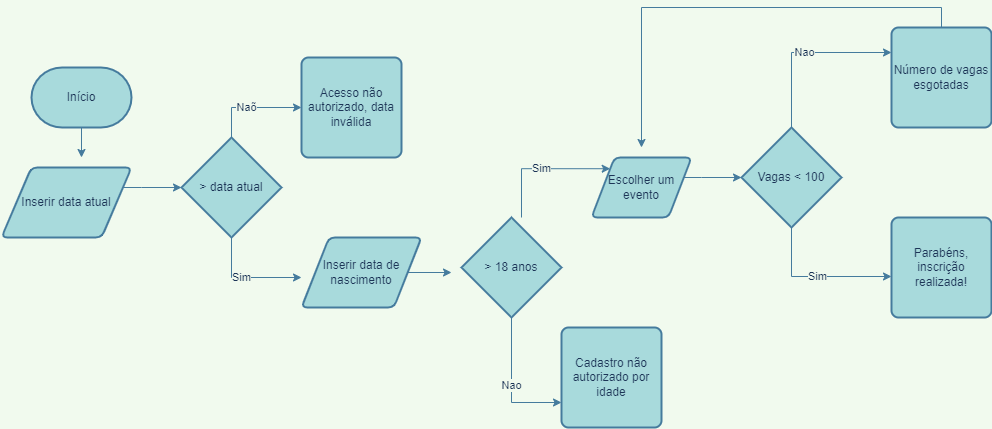 Início
Inserir data atual
> data atual
Naõ
Acesso não
autorizado, data
inválida
Sim
Inserir data de
nascimento
> 18 anos
Nao
Cadastro não
autorizado por
idade
Sim
Escolher um
evento
Vagas < 100
Nao
Número de vagas
esgotadas
Sim
Parabéns,
inscrição
realizada!